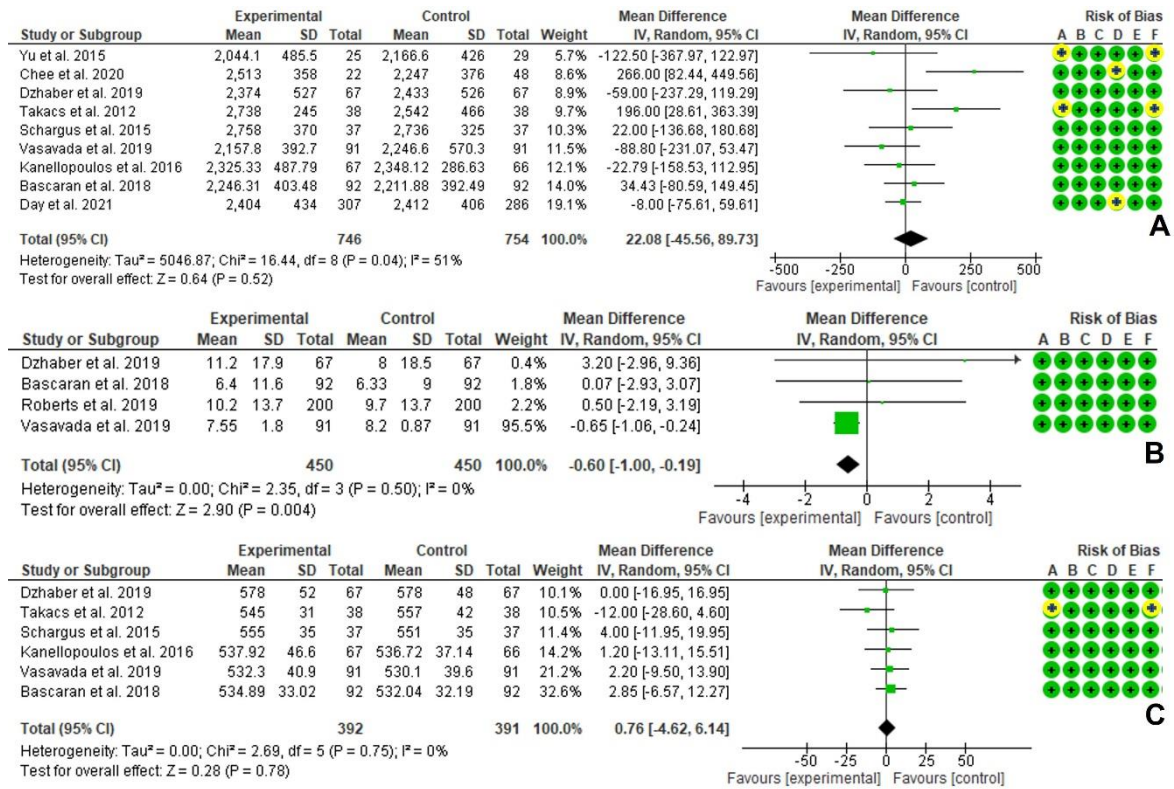 Experimental Control Mean Difference Mean Difference Risk of Bias
Study or Subgroup Mean SD Total Mean SD Total Weight IV, Random, 95% CI IV, Random, 95% CI A B C D E F
Yu et al. 2015 2,044.1 485.5 25 2,166.6 426 29 5.7% -122.50 [-367.97, 122.97]
Chee et al. 2020 2,513 358 22 2,247 376 48 8.6% 266.00 [82.44, 449.56]
Dzhaber et al. 2019 2,374 527 67 2,433 526 67 8.9% -59.00 [-237.29, 119.29]
Takacs et al. 2012 2,738 245 38 2,542 466 38 9.7% 196.00 [28.61, 363.39]
Schargus et al. 2015 2,758 370 37 2,736 325 37 10.3% 22.00 [-136.68, 180.68]
Vasavada et al. 2019 2,157.8 392.7 91 2,246.6 570.3 91 11.5% -88.80 [-231.07, 53.47]
Kanellopoulos et al. 2016 2,325.33 487.79 67 2,348.12 286.63 66 12.1% -22.79 [-158.53, 112.95]
Bascaran et al. 2018 2,246.31 403.48 92 2,211.88 392.49 92 14.0% 34.43 [-80.59, 149.45]
Day et al. 2021 2,404 434 307 2,412 406 286 19.1% -8.00 [-75.61, 59.61]
A
Total (95% CI) 746 754 100.0% 22.08 [-45.56, 89.73]
Heterogeneity: Tau² = 5046.87; Chi² = 16.44, df = 8 (P = 0.04); I² = 51%
Test for overall effect: Z = 0.64 (P = 0.52)
-500 -250 0 250 500
Favours [experimental] Favours [control]
Experimental Control Mean Difference Mean Difference Risk of Bias
Study or Subgroup Mean SD Total Mean SD Total Weight IV, Random, 95% CI IV, Random, 95% CI A B C D E F
Dzhaber et al. 2019 11.2 17.9 67 8 18.5 67 0.4% 3.20 [-2.96, 9.36]
Bascaran et al. 2018 6.4 11.6 92 6.33 9 92 1.8% 0.07 [-2.93, 3.07]
Roberts et al. 2019 10.2 13.7 200 9.7 13.7 200 2.2% 0.50 [-2.19, 3.19]
Vasavada et al. 2019 7.55 1.8 91 8.2 0.87 91 95.5% -0.65 [-1.06, -0.24]
B
Total (95% CI) 450 450 100.0% -0.60 [-1.00, -0.19]
Heterogeneity: Tau² = 0.00; Chi² = 2.35, df = 3 (P = 0.50); I² = 0%
Test for overall effect: Z = 2.90 (P = 0.004)
-4 -2 0 2 4
Favours [experimental] Favours [control]
Experimental Control Mean Difference Mean Difference Risk of Bias
Study or Subgroup Mean SD Total Mean SD Total Weight IV, Random, 95% CI IV, Random, 95% CI A B C D E F
Dzhaber et al. 2019 578 52 67 578 48 67 10.1% 0.00 [-16.95, 16.95]
Takacs et al. 2012 545 31 38 557 42 38 10.5% -12.00 [-28.60, 4.60]
Schargus et al. 2015 555 35 37 551 35 37 11.4% 4.00 [-11.95, 19.95]
Kanellopoulos et al. 2016 537.92 46.6 67 536.72 37.14 66 14.2% 1.20 [-13.11, 15.51]
Vasavada et al. 2019 532.3 40.9 91 530.1 39.6 91 21.2% 2.20 [-9.50, 13.90]
Bascaran et al. 2018 534.89 33.02 92 532.04 32.19 92 32.6% 2.85 [-6.57, 12.27]
C
Total (95% CI) 392 391 100.0% 0.76 [-4.62, 6.14]
Heterogeneity: Tau² = 0.00; Chi² = 2.69, df = 5 (P = 0.75); I² = 0%
Test for overall effect: Z = 0.28 (P = 0.78)
-50 -25 0 25 50
Favours [experimental] Favours [control]